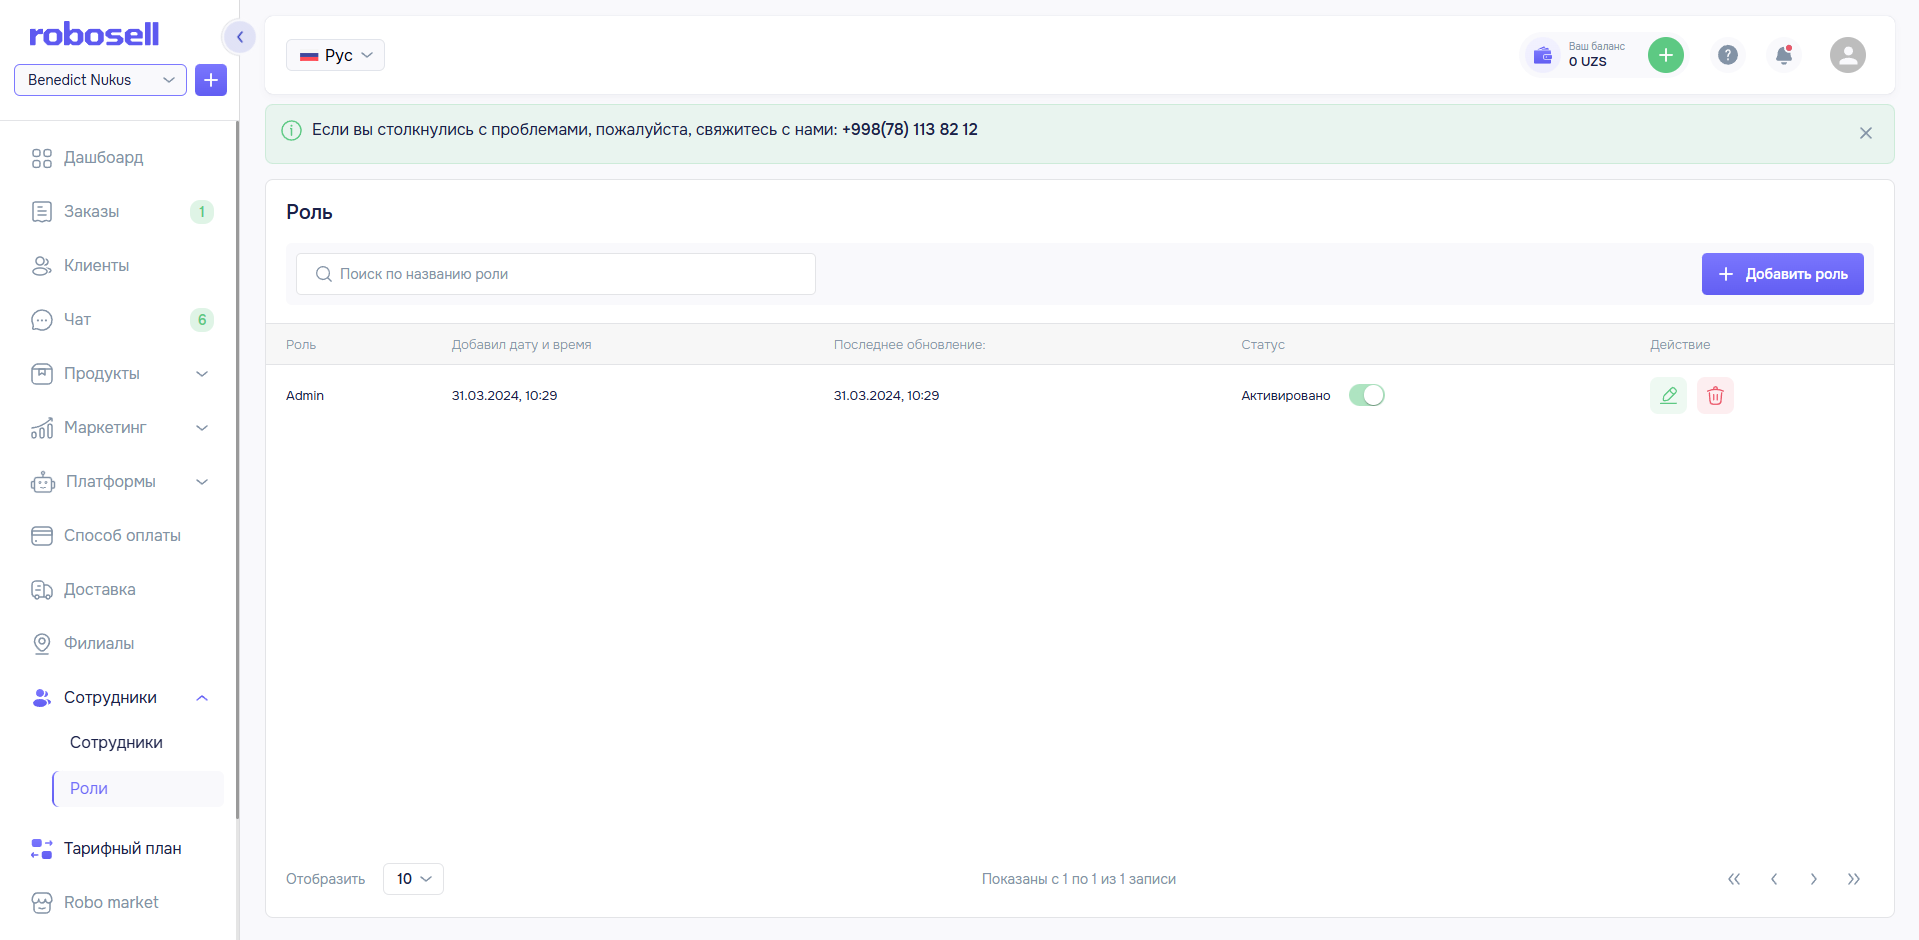 robosell
Benedict Nukus
Дашбоард
Заказы 1
Клиенты
Чат 6
Продукты
Маркетинг
Платформы
Способ оплаты
Доставка
Филиалы
Сотрудники
Сотрудники
Роли
Тарифный план
Robo market
Рус
Ваш баланс
0 UZS
Если вы столкнулись с проблемами, пожалуйста, свяжитесь с нами: +998(78) 113 82 12
Роль
Поиск по названию роли
Добавить роль
Роль Добавил дату и время Последнее обновление: Статус Действие
Admin 31.03.2024, 10:29 31.03.2024, 10:29 Активировано
Отобразить 10 Показаны с 1 по 1 из 1 записи